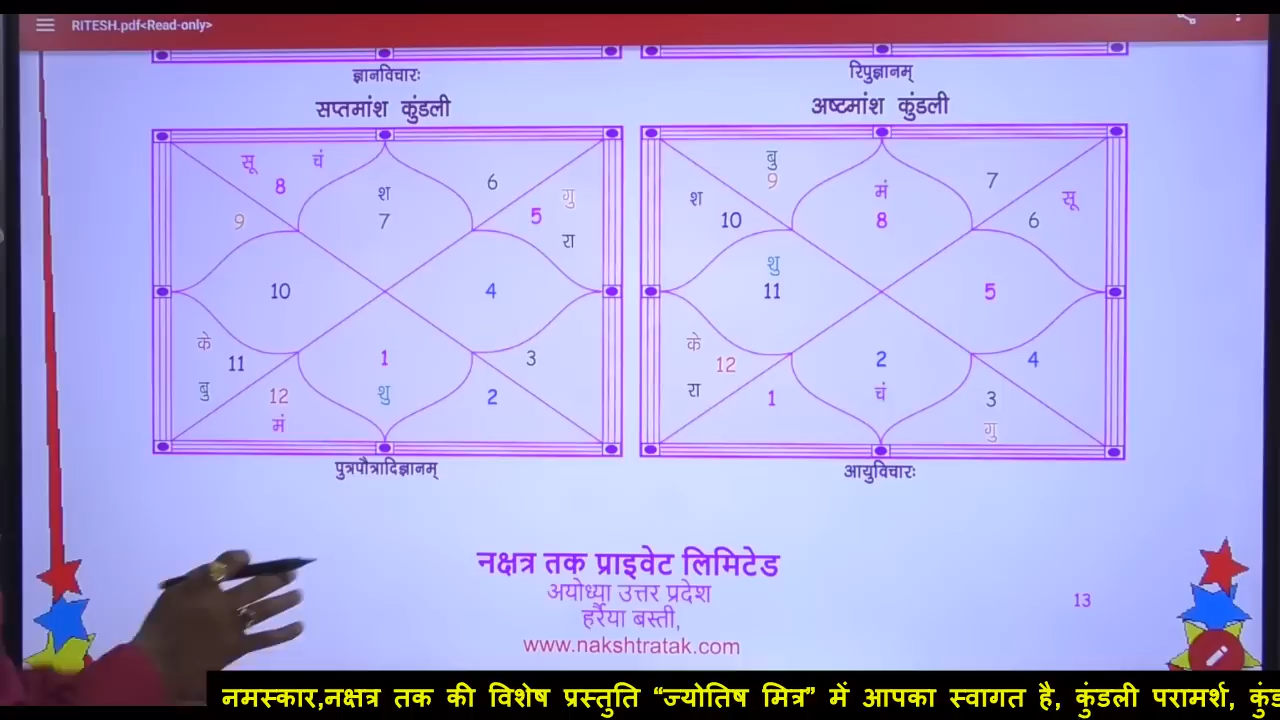 RITESH.pdf<Read-only>
ज्ञानविचारः
रिपुज्ञानम्
सप्तमांश कुंडली
अष्टमांश कुंडली
सू चं
8
श
7
6
गु
5
रा
9
10
4
के
11
बु
1
शु
3
12
मं
2
पुत्रपौत्रादिज्ञानम्
बु
9
मं
8
7
सू
6
श
10
शु
11
5
के
12
रा
2
चं
4
1
3
गु
आयुविचारः
नक्षत्र तक प्राइवेट लिमिटेड
अयोध्या उत्तर प्रदेश
हर्रैया बस्ती,
www.nakshtratak.com
13
नमस्कार,नक्षत्र तक की विशेष प्रस्तुति “ज्योतिष मित्र” में आपका स्वागत है, कुंडली परामर्श,